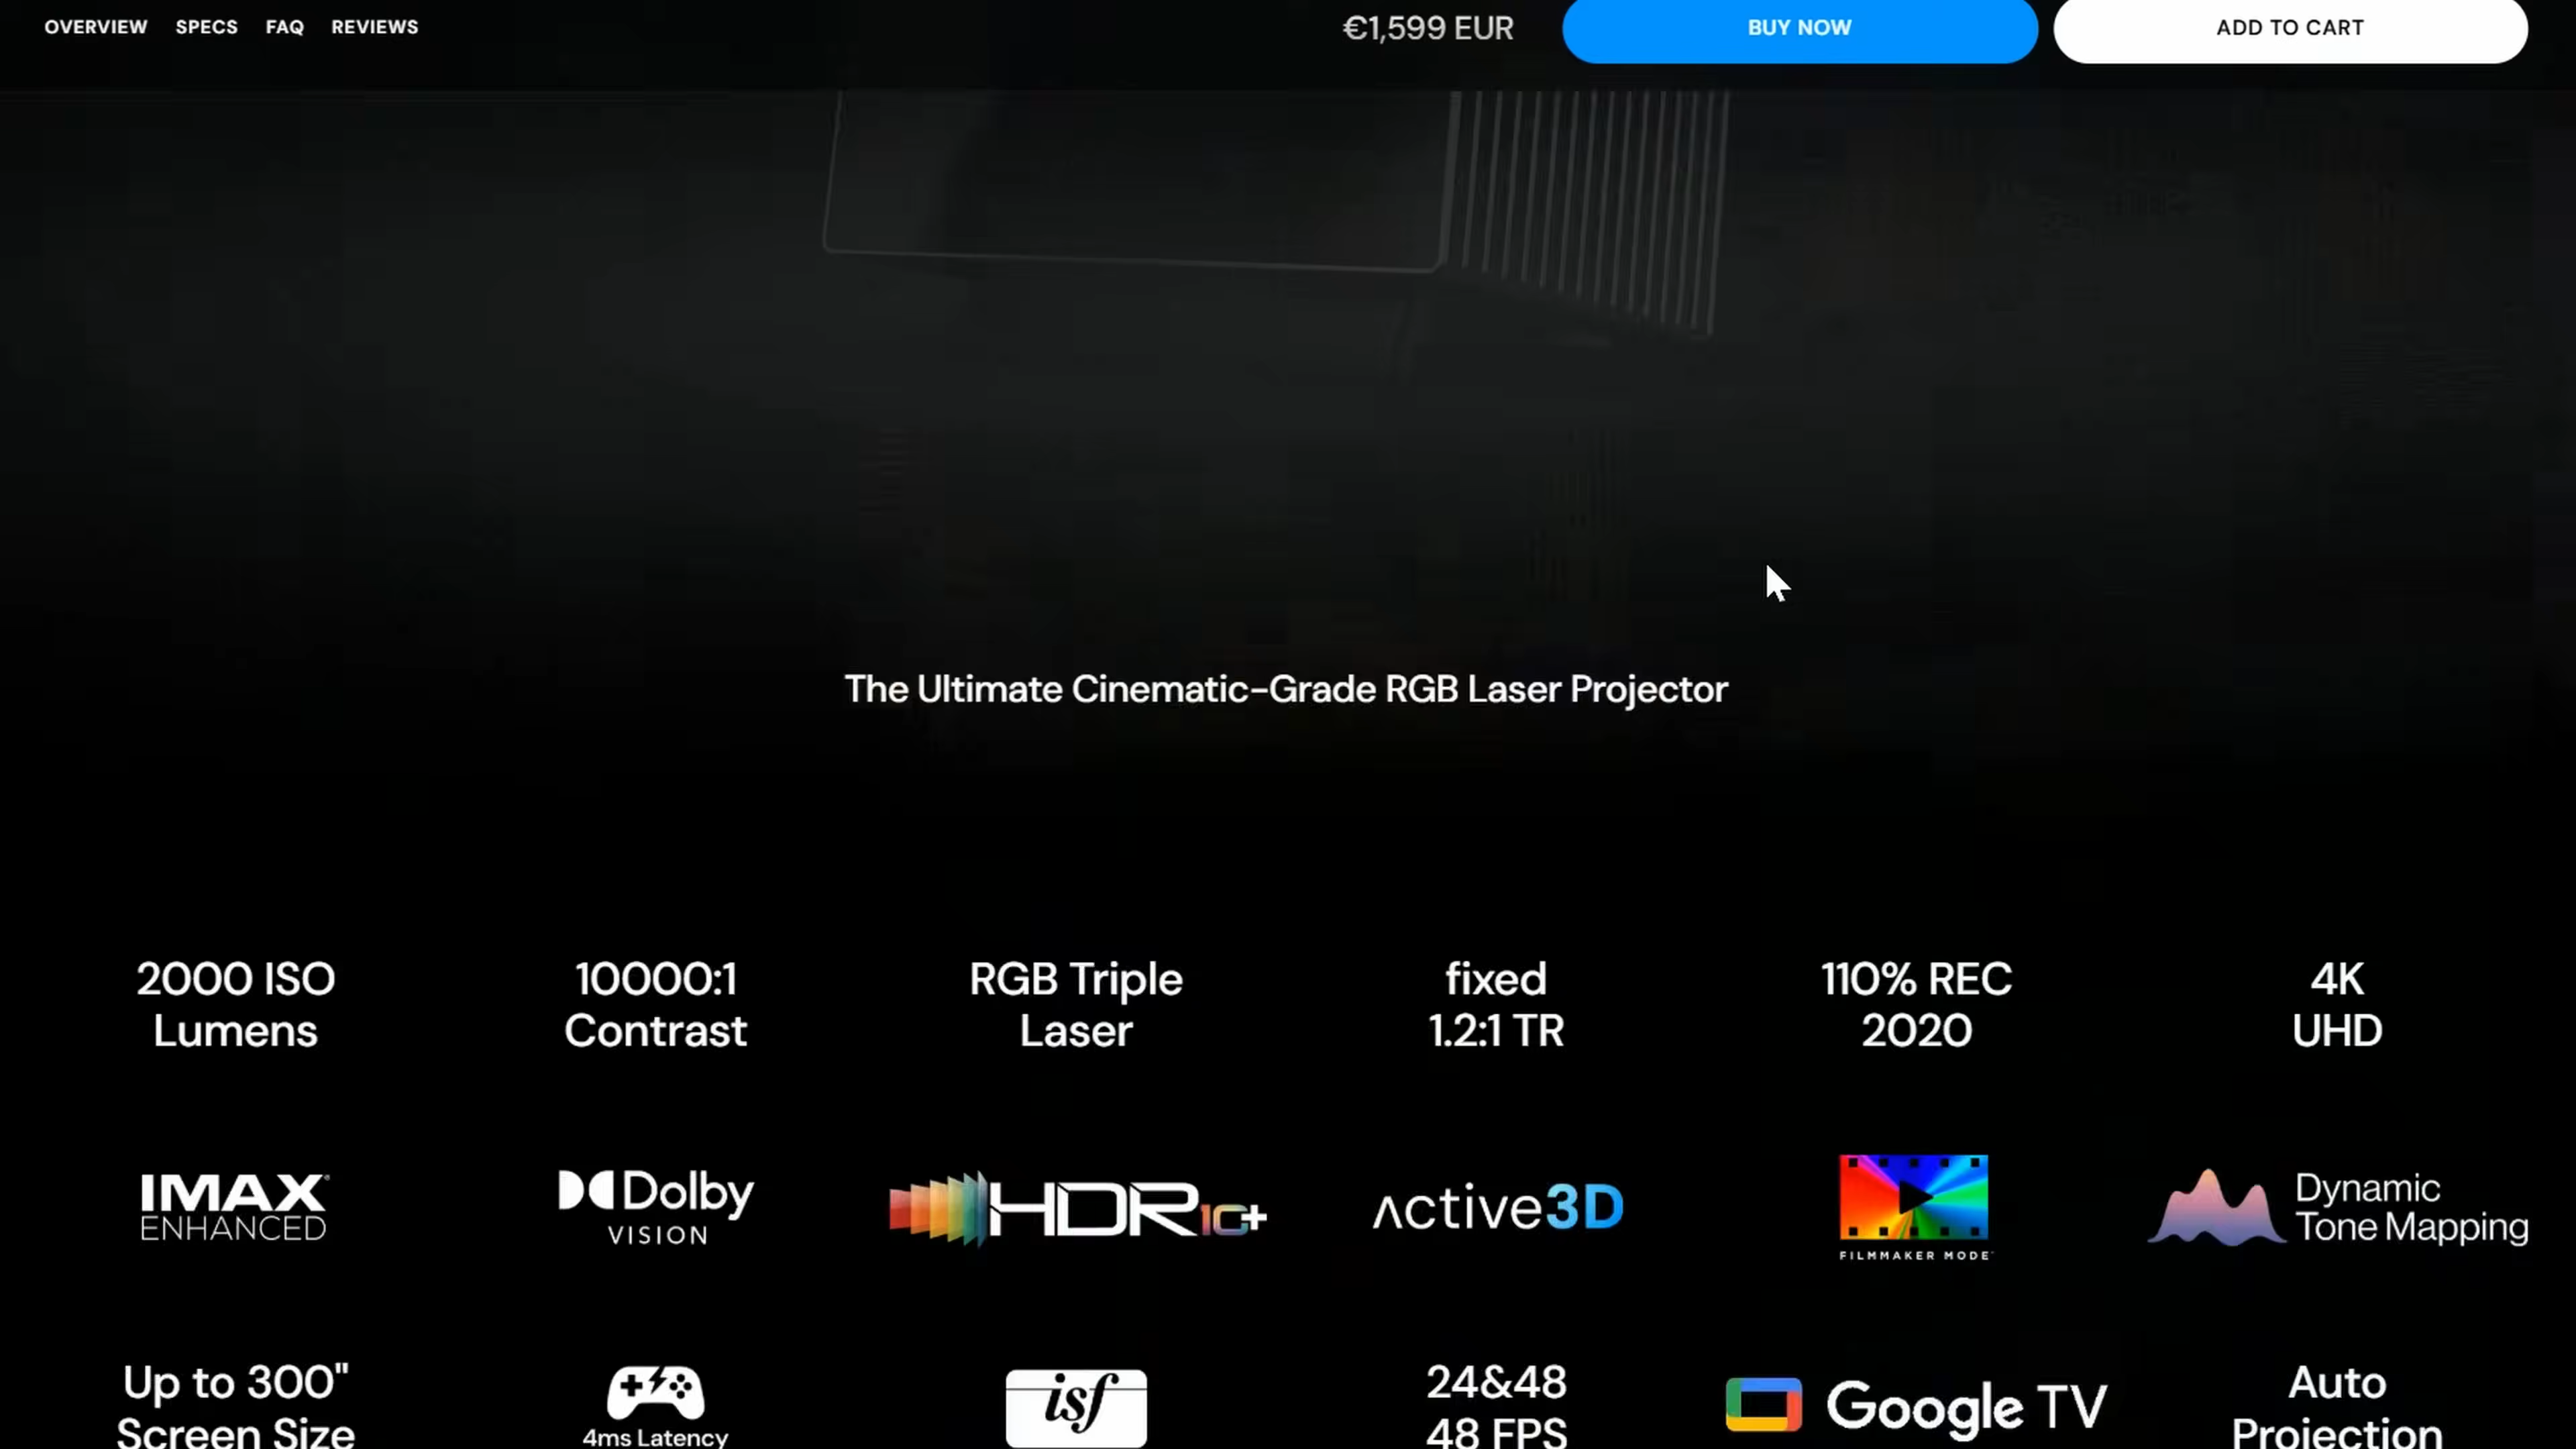 OVERVIEW SPECS FAQ REVIEWS €1,599 EUR BUY NOW ADD TO CART
The Ultimate Cinematic-Grade RGB Laser Projector
2000 ISO
Lumens
10000:1
Contrast
RGB Triple
Laser
fixed
1.2:1 TR
110% REC
2020
4K
UHD
IMAX
ENHANCED
Dolby
VISION
HDR10+
Active3D
FILMMAKER MODE
Dynamic
Tone Mapping
Up to 300"
Screen Size
4ms Latency
isf
24&48
48 FPS
Google TV
Auto
Projection